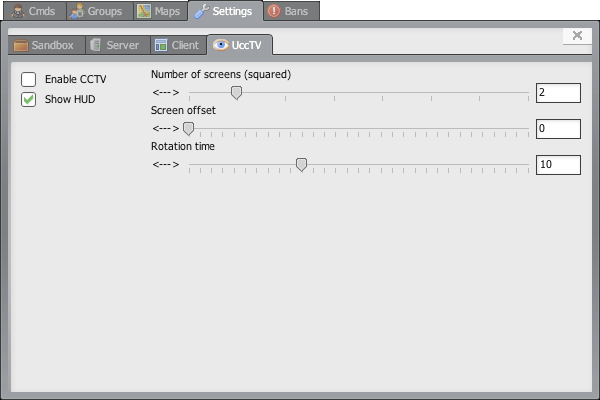 Cmds Groups Maps Settings Bans
Sandbox Server Client UccTV
Enable CCTV
Show HUD
Number of screens (squared)
<---> 2
Screen offset
<---> 0
Rotation time
<---> 10